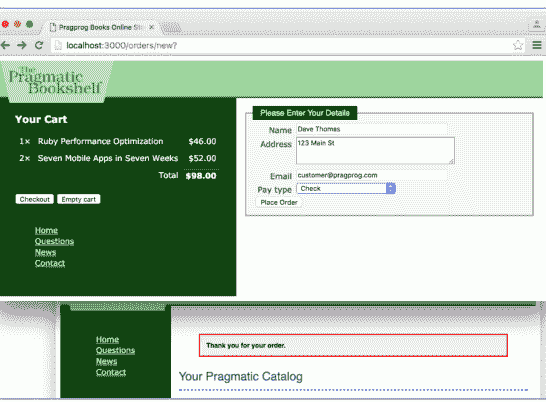 Pragprog Books Online Sto
localhost:3000/orders/new?
The
Pragmatic
Bookshelf
Your Cart
1× Ruby Performance Optimization $46.00
2× Seven Mobile Apps in Seven Weeks $52.00
Total $98.00
Checkout Empty cart
Home
Questions
News
Contact
Please Enter Your Details
Name Dave Thomas
Address 123 Main St
Email customer@pragprog.com
Pay type Check
Place Order
Home
Questions
News
Contact
Thank you for your order.
Your Pragmatic Catalog